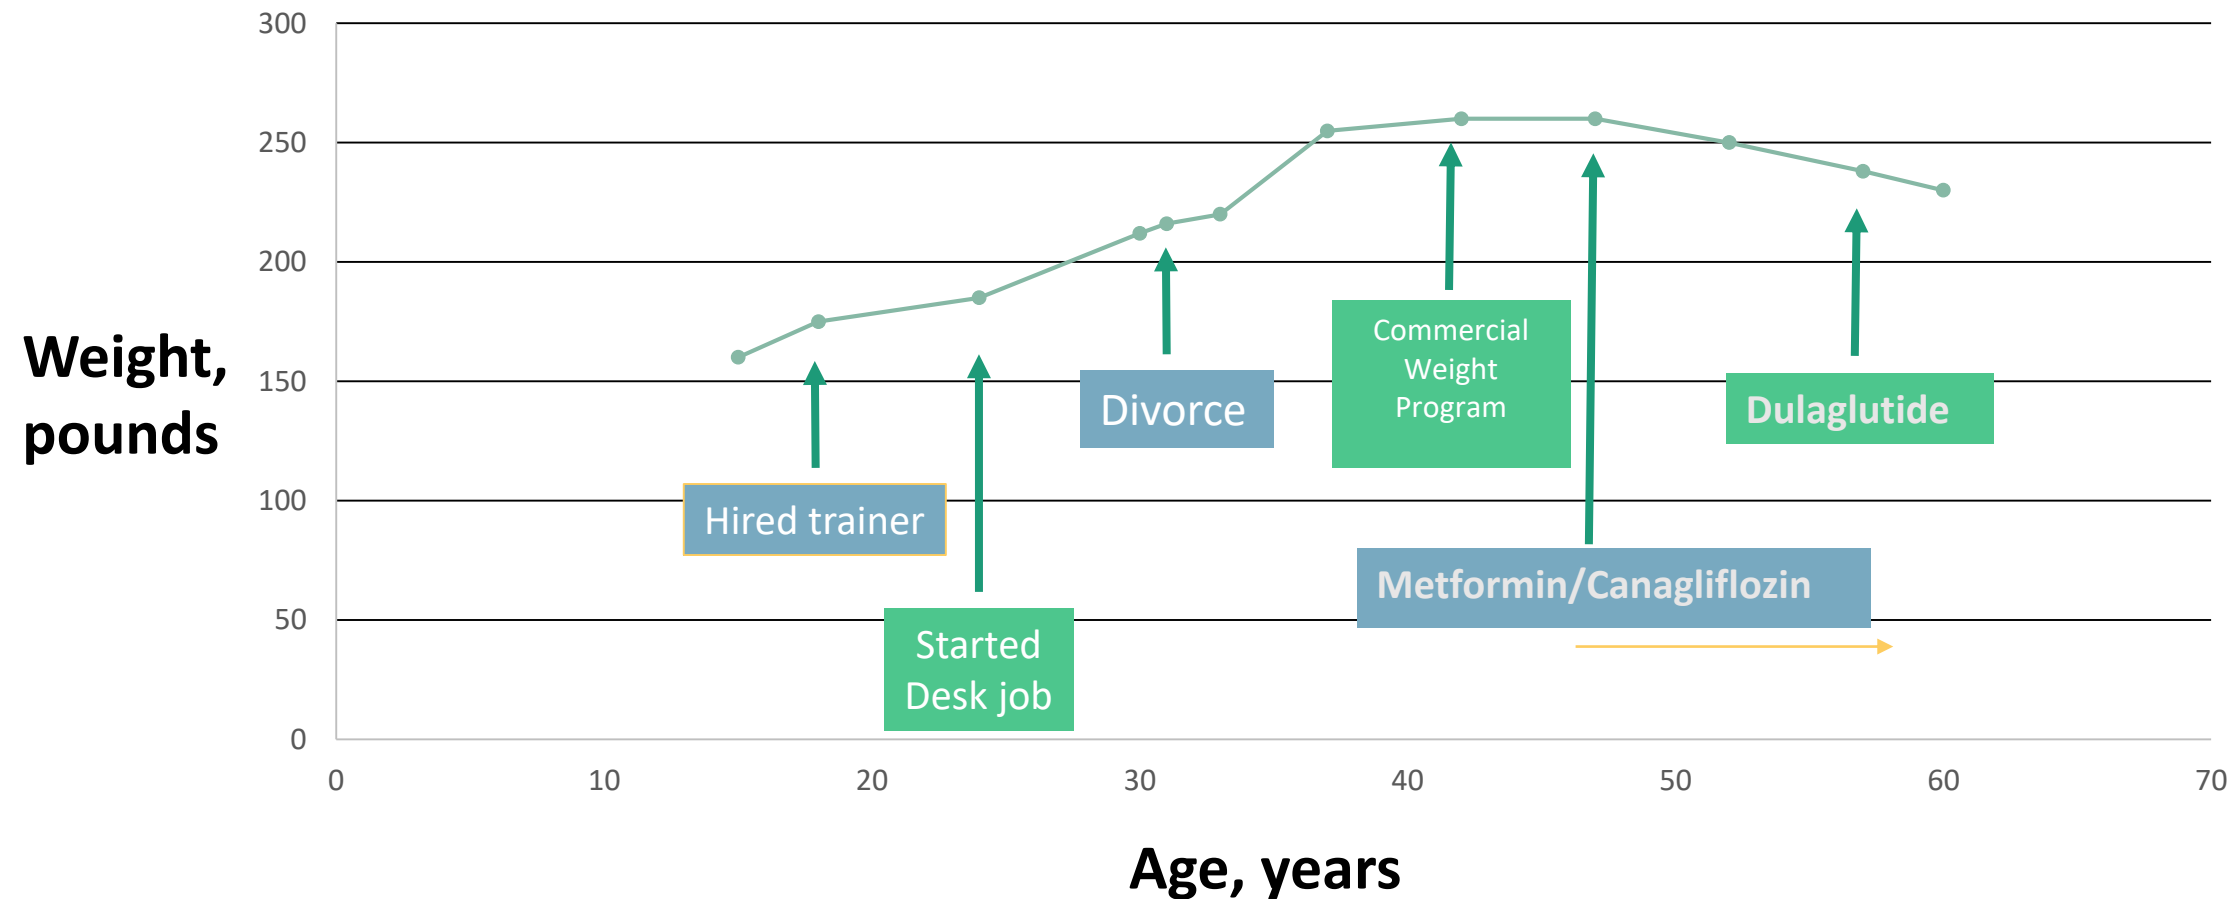 300
250
200
150
100
50
0
Weight,
pounds
Hired trainer
Started
Desk job
Divorce
Commercial
Weight
Program
Metformin/Canagliflozin
Dulaglutide
0 10 20 30 40 50 60 70
Age, years